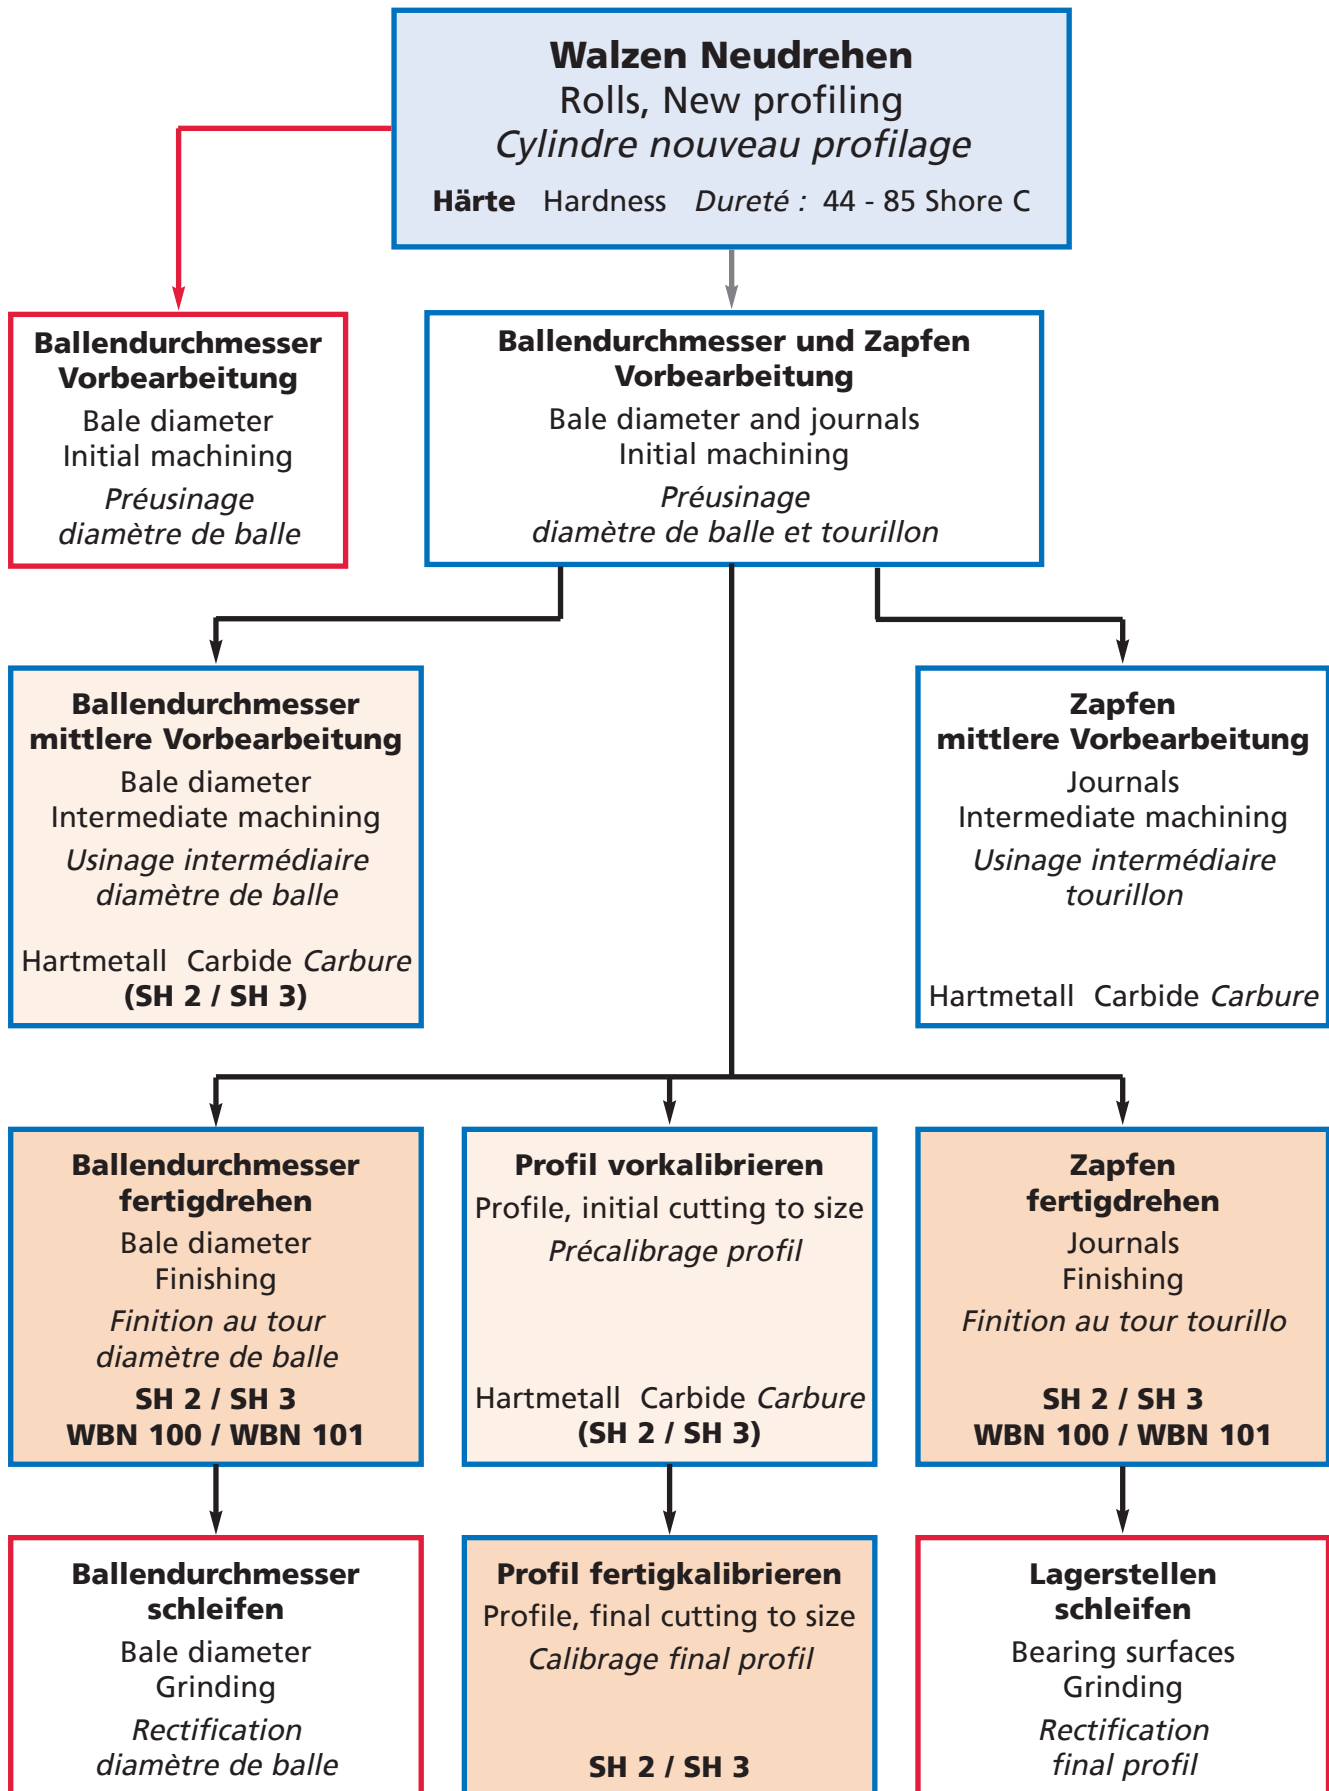 Walzen Neudrehen
Rolls, New profiling
Cylindre nouveau profilage
Härte Hardness Dureté : 44 - 85 Shore C
Ballendurchmesser
Vorbearbeitung
Bale diameter
Initial machining
Préusinage
diamètre de balle
Ballendurchmesser und Zapfen
Vorbearbeitung
Bale diameter and journals
Initial machining
Préusinage
diamètre de balle et tourillon
Ballendurchmesser
mittlere Vorbearbeitung
Bale diameter
Intermediate machining
Usinage intermédiaire
diamètre de balle
Hartmetall Carbide Carbure
(SH 2 / SH 3)
Zapfen
mittlere Vorbearbeitung
Journals
Intermediate machining
Usinage intermédiaire
tourillon
Hartmetall Carbide Carbure
Ballendurchmesser
fertigdrehen
Bale diameter
Finishing
Finition au tour
diamètre de balle
SH 2 / SH 3
WBN 100 / WBN 101
Profil vorkalibrieren
Profile, initial cutting to size
Précalibrage profil
Hartmetall Carbide Carbure
(SH 2 / SH 3)
Zapfen
fertigdrehen
Journals
Finishing
Finition au tour tourillo
SH 2 / SH 3
WBN 100 / WBN 101
Ballendurchmesser
schleifen
Bale diameter
Grinding
Rectification
diamètre de balle
Profil fertigkalibrieren
Profile, final cutting to size
Calibrage final profil
SH 2 / SH 3
Lagerstellen
schleifen
Bearing surfaces
Grinding
Rectification
final profil